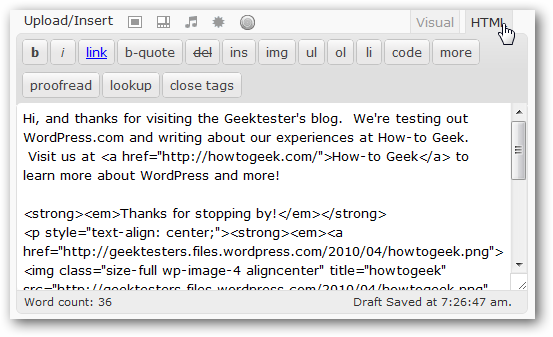 Upload/Insert Visual HTML
b i link b-quote del ins img ul ol li code more
proofread lookup close tags
Hi, and thanks for visiting the Geektester's blog.  We're testing out
WordPress.com and writing about our experiences at How-to Geek.
 Visit us at <a href="http://howtogeek.com/">How-to Geek</a> to
learn more about WordPress and more!

<strong><em>Thanks for stopping by!</em></strong>
<p style="text-align: center;"><strong><em><a
href="http://geektesters.files.wordpress.com/2010/04/howtogeek.png">
<img class="size-full wp-image-4 aligncenter" title="howtogeek"
src="http://geektesters.files.wordpress.com/2010/04/howtogeek.png"
Word count: 36 Draft Saved at 7:26:47 am.